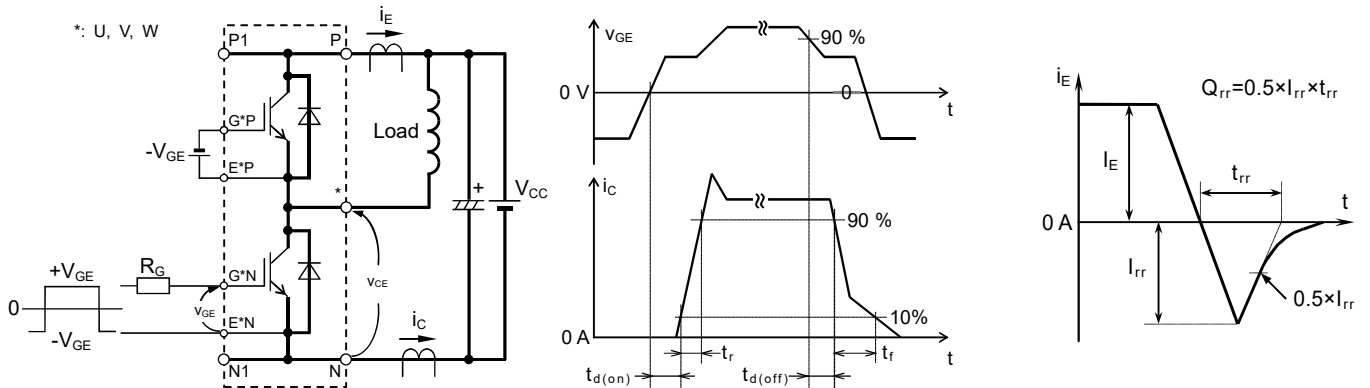 *: U, V, W
P1
P
iE
G*P
-VGE
E*P
Load
*
+
VCC
+VGE
0
-VGE
RG
G*N
vGE
E*N
vCE
iC
N1
N
vGE
90 %
0 V
0
t
iC
90 %
10%
0 A
t
tr
tf
td(on)
td(off)
iE
Qrr=0.5×Irr×trr
IE
trr
t
0 A
Irr
0.5×Irr